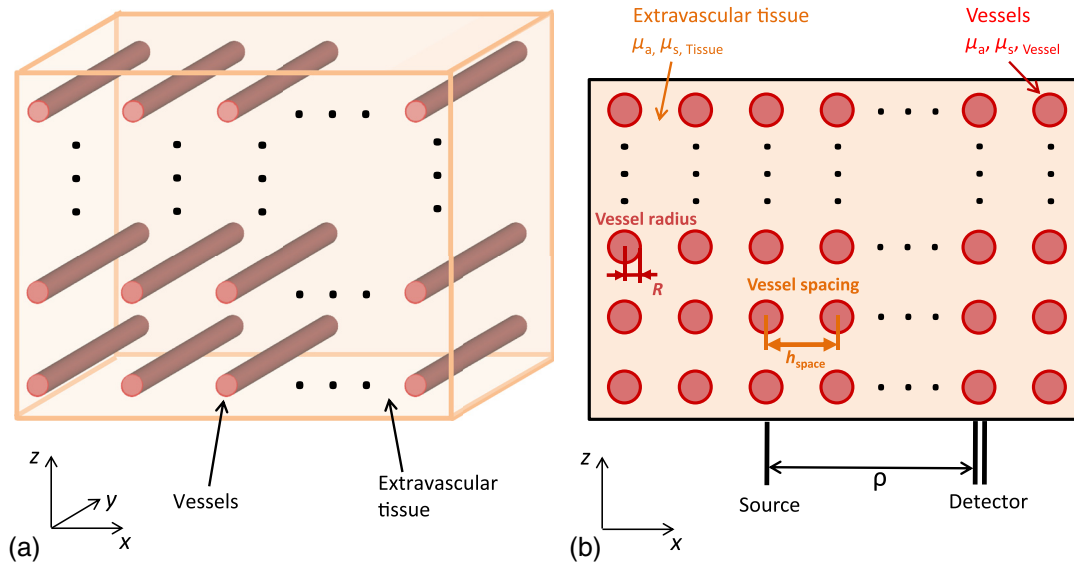 z
y
x
(a)
Vessels
Extravascular
tissue
Extravascular tissue
μa, μs, Tissue
Vessels
μa, μs, Vessel
Vessel radius
R
Vessel spacing
hspace
z
x
(b)
ρ
Source
Detector